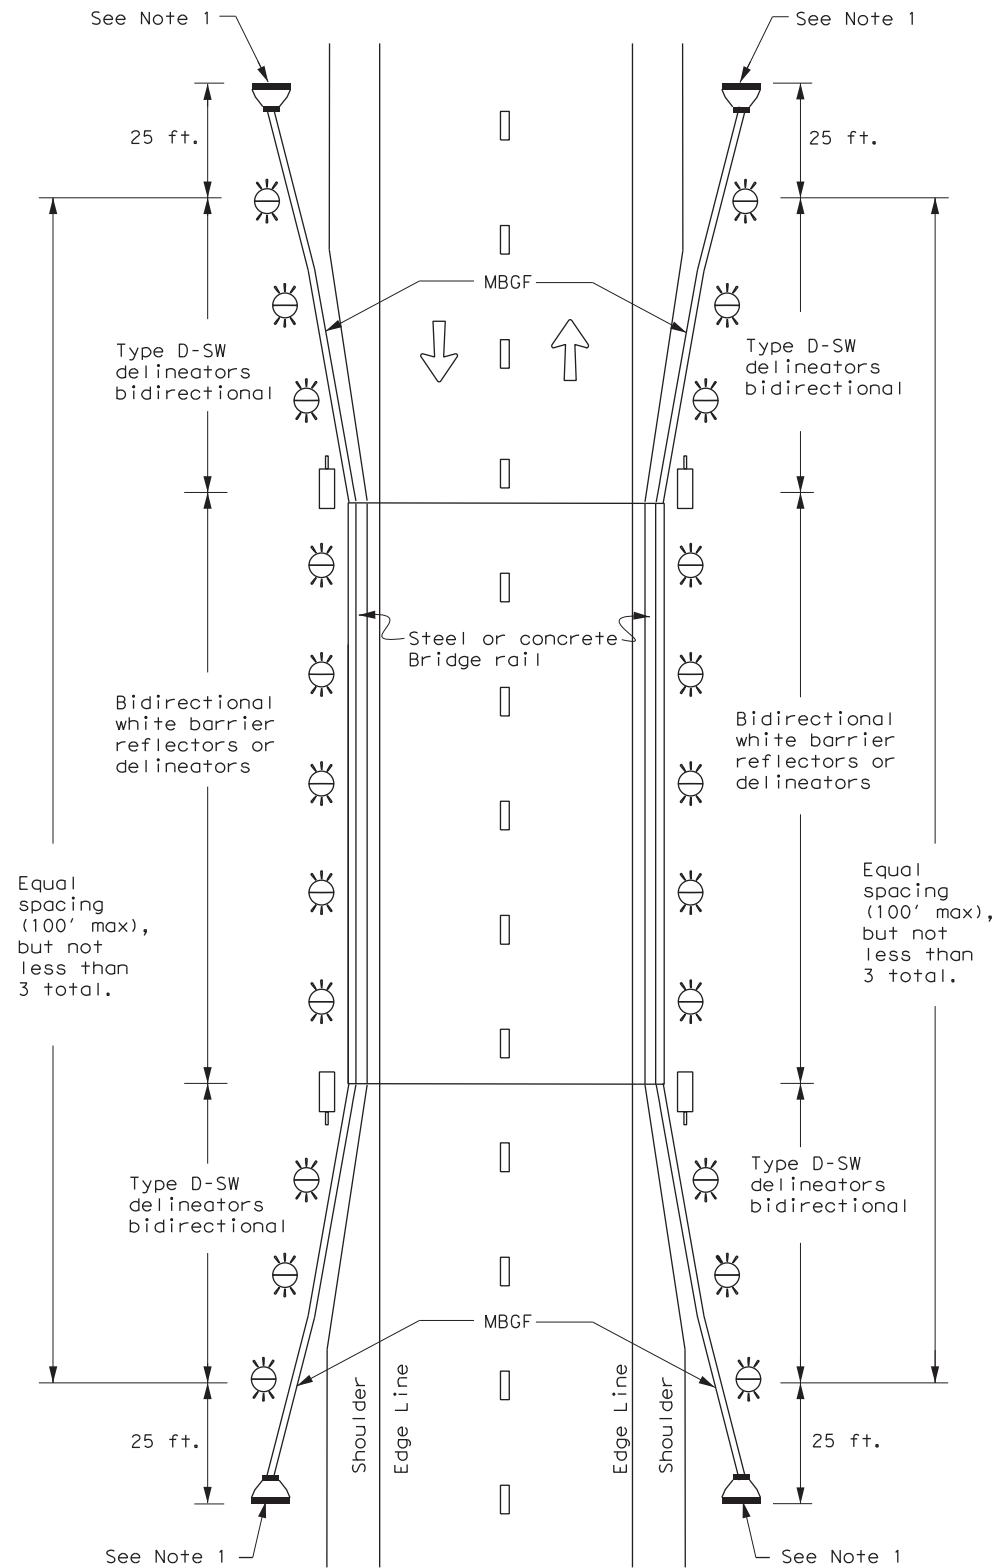 See Note 1
See Note 1
25 ft.
25 ft.
MBGF
Type D-SW
delineators
bidirectional
Type D-SW
delineators
bidirectional
Steel or concrete
Bridge rail
Bidirectional
white barrier
reflectors or
delineators
Bidirectional
white barrier
reflectors or
delineators
Equal
spacing
(100' max),
but not
less than
3 total.
Equal
spacing
(100' max),
but not
less than
3 total.
Type D-SW
delineators
bidirectional
Type D-SW
delineators
bidirectional
MBGF
Shoulder
Edge Line
Edge Line
Shoulder
25 ft.
25 ft.
See Note 1
See Note 1